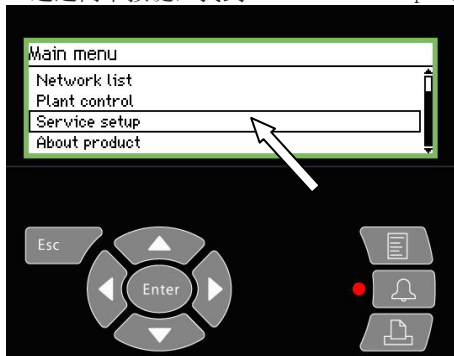 Main menu
Network list
Plant control
Service setup
About product
Esc
Enter